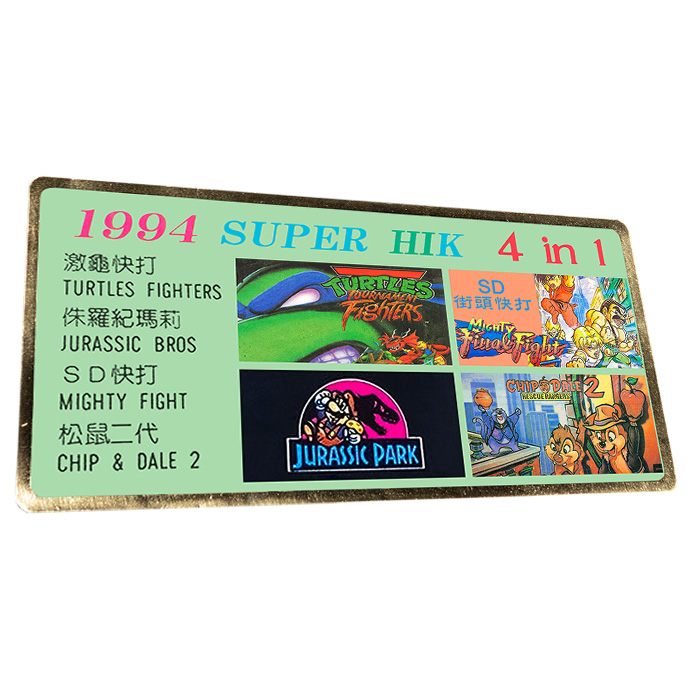 1994 SUPER HIK 4 in 1
激龜快打
TURTLES FIGHTERS
侏羅紀瑪莉
JURASSIC BROS
SD快打
MIGHTY FIGHT
松鼠二代
CHIP & DALE 2
TURTLES
TOURNAMENT
FIGHTERS
SD
街頭快打
Mighty
Final Fight
JURASSIC PARK
CHIP DALE 2
RESCUE RANGERS